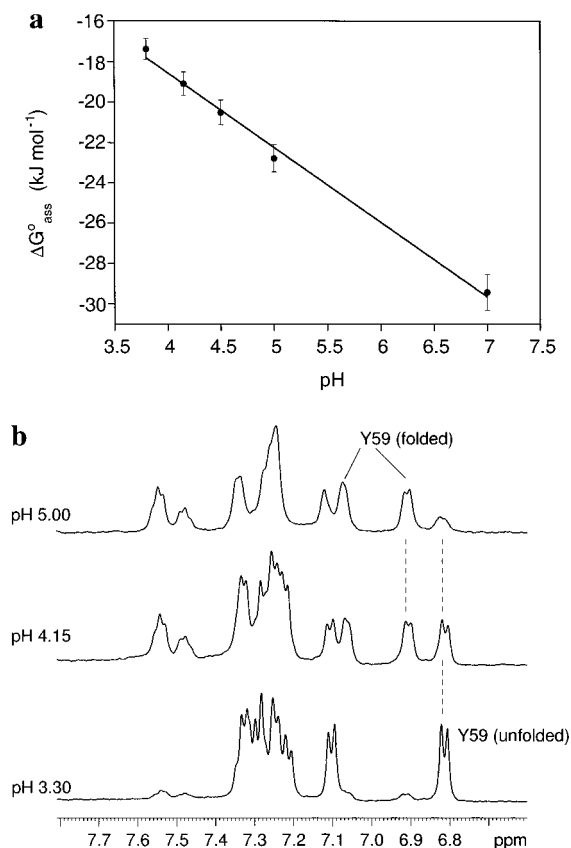 a
-16
-18
-20
-22
-24
-26
-28
-30
ΔG°ass (kJ mol⁻¹)
3.5 4 4.5 5 5.5 6 6.5 7 7.5
pH
b
Y59 (folded)
pH 5.00
pH 4.15
Y59 (unfolded)
pH 3.30
7.7 7.6 7.5 7.4 7.3 7.2 7.1 7.0 6.9 6.8 ppm